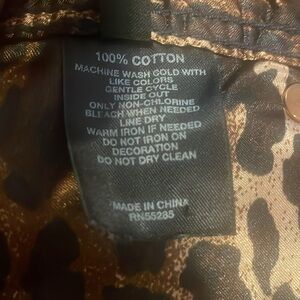 100% COTTON
MACHINE WASH COLD WITH
LIKE COLORS
GENTLE CYCLE
INSIDE OUT
ONLY NON-CHLORINE
BLEACH WHEN NEEDED
LINE DRY
WARM IRON IF NEEDED
DO NOT IRON ON
DECORATION
DO NOT DRY CLEAN
MADE IN CHINA
RN55285